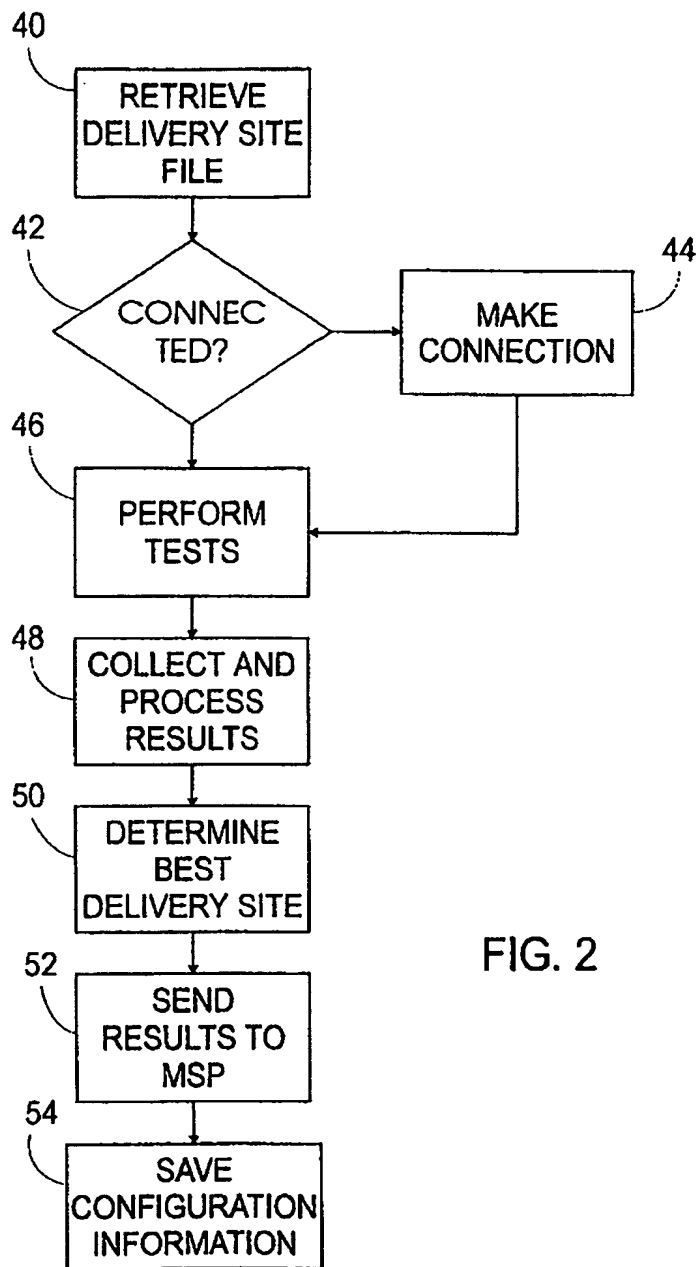 40
RETRIEVE
DELIVERY SITE
FILE
42
CONNEC
TED?
44
MAKE
CONNECTION
46
PERFORM
TESTS
48
COLLECT AND
PROCESS
RESULTS
50
DETERMINE
BEST
DELIVERY SITE
52
SEND
RESULTS TO
MSP
54
SAVE
CONFIGURATION
INFORMATION
FIG. 2